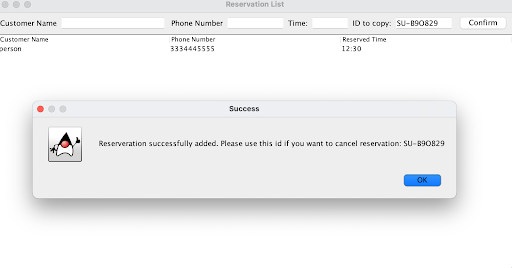 Reservation List
Customer Name Phone Number Time: ID to copy: SU-B9O829 Confirm
Customer Name Phone Number Reserved Time
person 3334445555 12:30
Success
Reserveration successfully added. Please use this id if you want to cancel reservation: SU-B9O829
OK